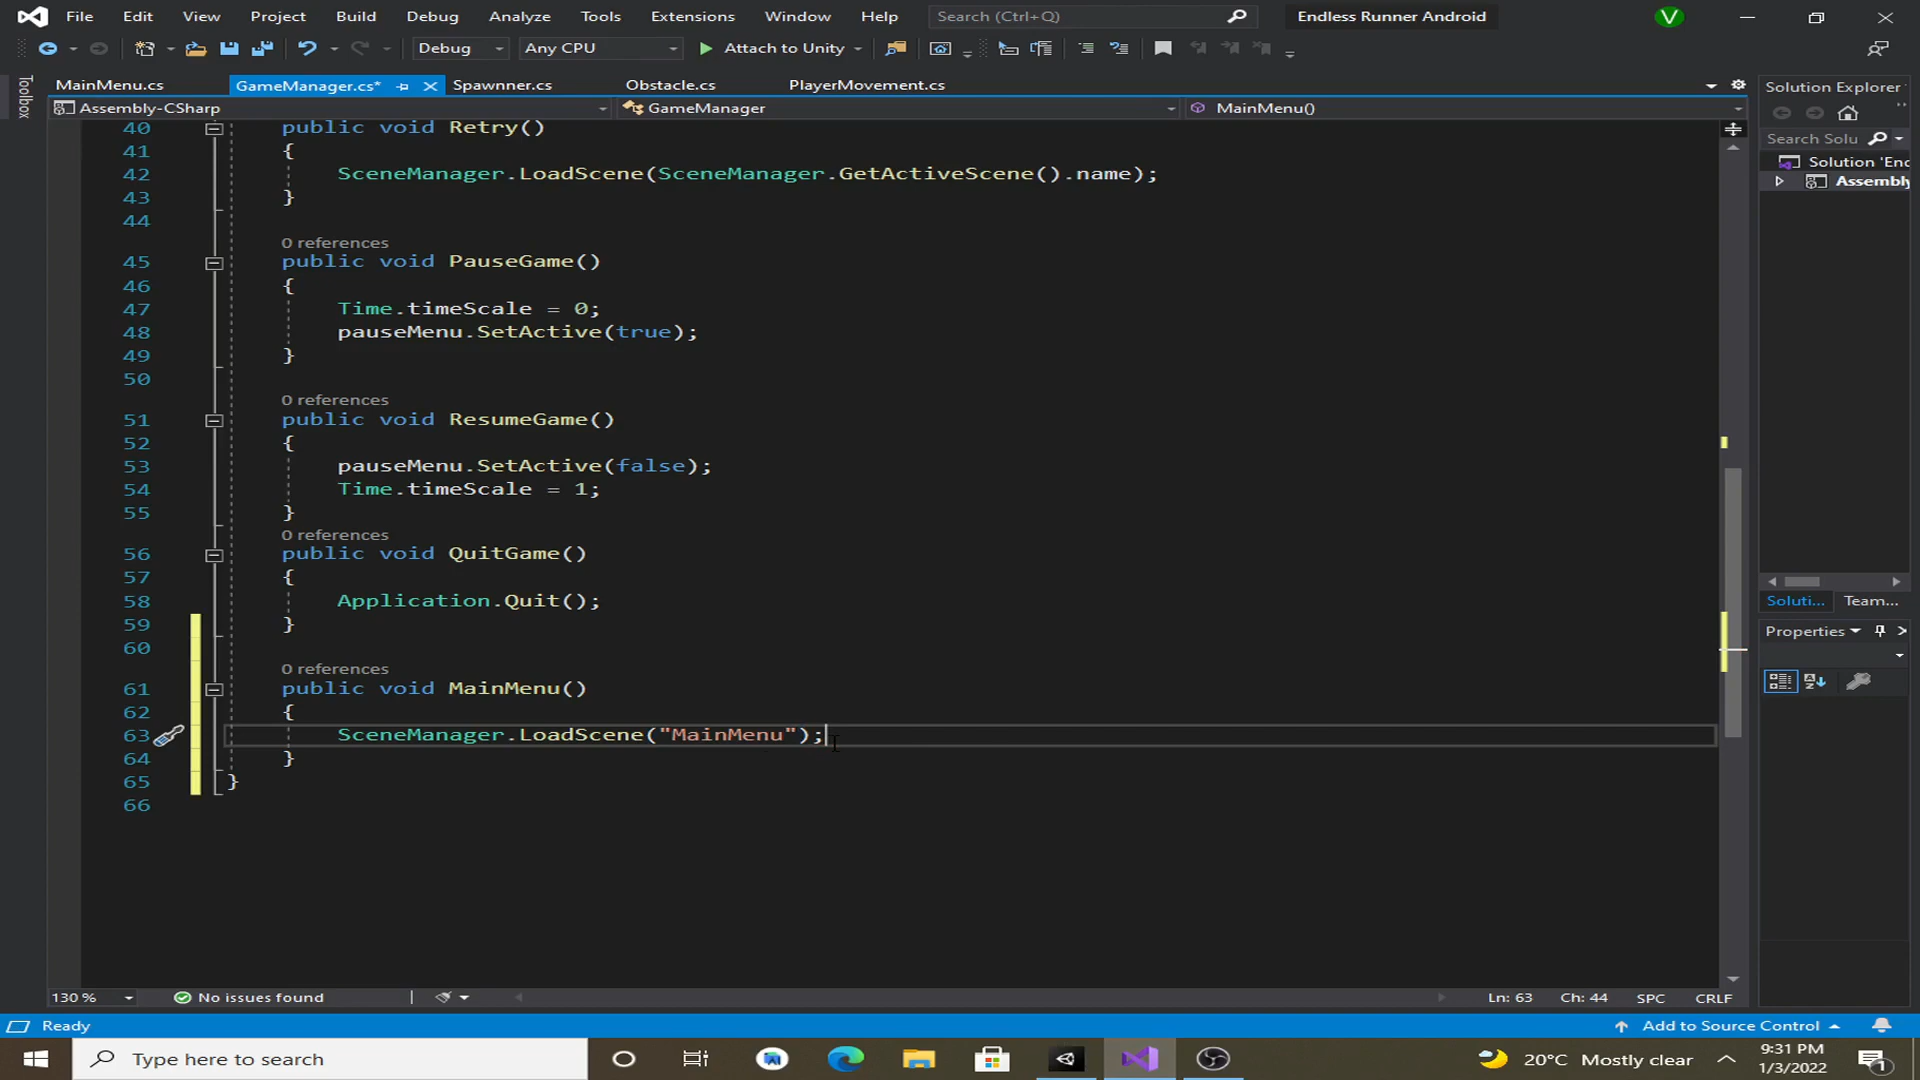 File Edit View Project Build Debug Analyze Tools Extensions Window Help Search (Ctrl+Q) Endless Runner Android V
Debug Any CPU Attach to Unity
Toolbox
MainMenu.cs GameManager.cs* Spawnner.cs Obstacle.cs PlayerMovement.cs
Assembly-CSharp GameManager MainMenu()
40 public void Retry()
41 {
42 SceneManager.LoadScene(SceneManager.GetActiveScene().name);
43 }
44
0 references
45 public void PauseGame()
46 {
47 Time.timeScale = 0;
48 pauseMenu.SetActive(true);
49 }
50
0 references
51 public void ResumeGame()
52 {
53 pauseMenu.SetActive(false);
54 Time.timeScale = 1;
55 }
0 references
56 public void QuitGame()
57 {
58 Application.Quit();
59 }
60
0 references
61 public void MainMenu()
62 {
63 SceneManager.LoadScene("MainMenu");
64 }
65 }
66
Solution Explorer
Search Solu
Solution 'End
Assembly
Soluti... Team...
Properties
130 % No issues found Ln: 63 Ch: 44 SPC CRLF
Ready Add to Source Control
Type here to search 20°C Mostly clear 9:31 PM
1/3/2022 1